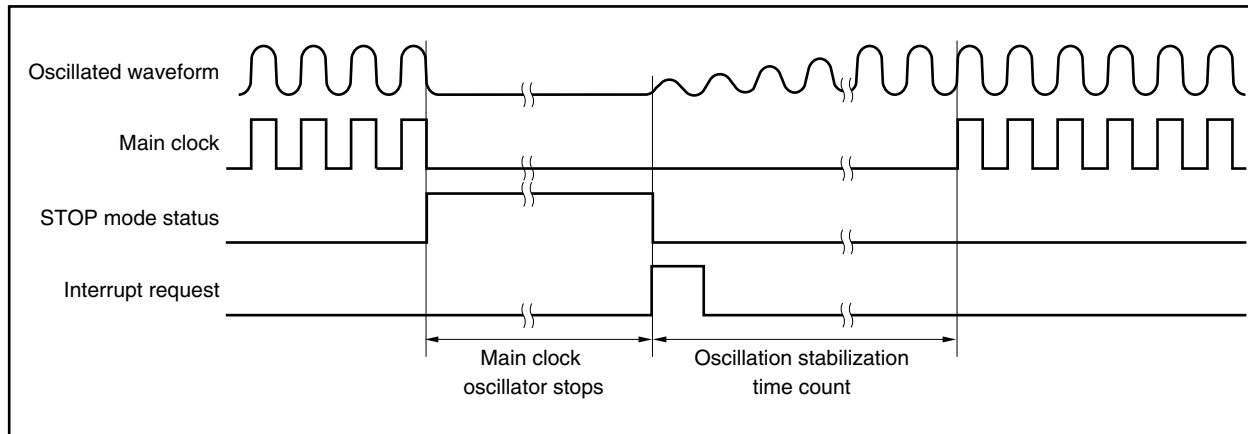 Oscillated waveform
Main clock
STOP mode status
Interrupt request
Main clock
oscillator stops
Oscillation stabilization
time count